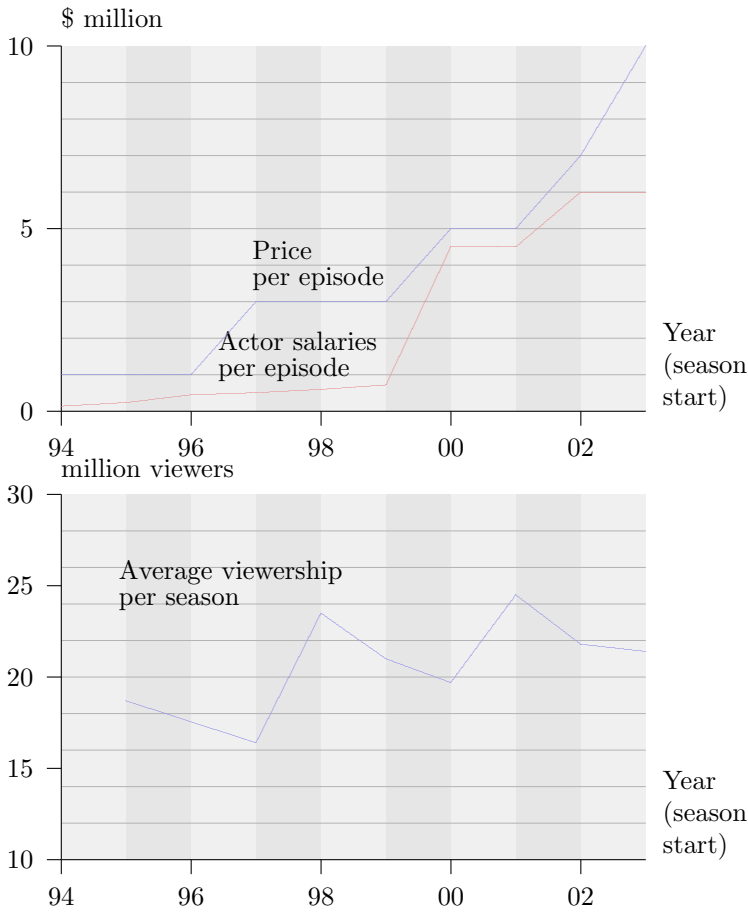 $ million
10
5
0
Price
per episode
Actor salaries
per episode
Year
(season
start)
94 96 98 00 02
million viewers
30
25
20
15
10
Average viewership
per season
Year
(season
start)
94 96 98 00 02